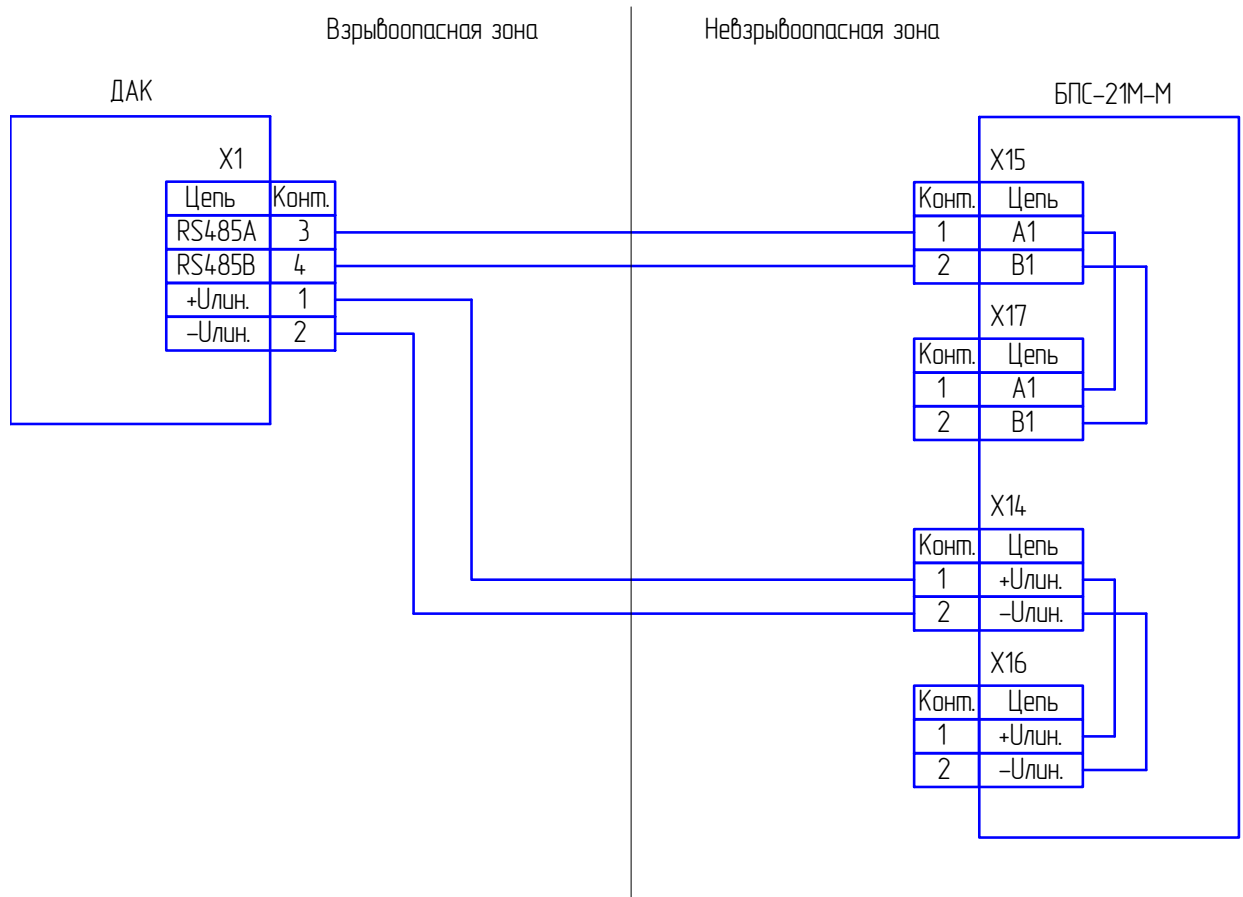 Взрывоопасная зона
Невзрывоопасная зона
ДАК
БПС-21М-М
X1
Цепь Конт.
RS485A 3
RS485B 4
+Uлин. 1
-Uлин. 2
X15
Конт. Цепь
1 A1
2 B1
X17
Конт. Цепь
1 A1
2 B1
X14
Конт. Цепь
1 +Uлин.
2 -Uлин.
X16
Конт. Цепь
1 +Uлин.
2 -Uлин.